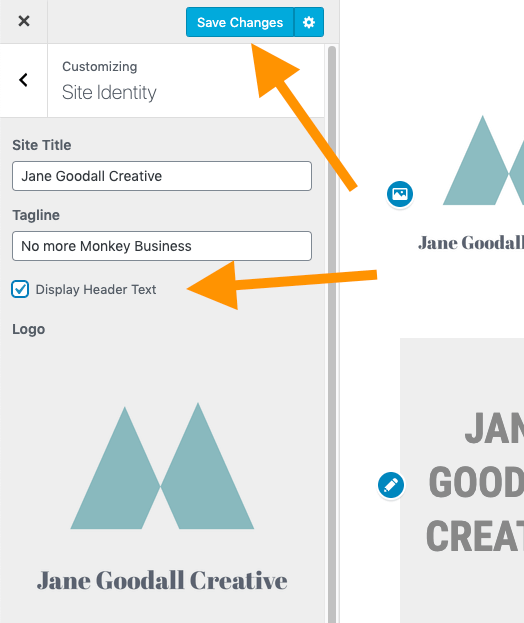 Save Changes
Customizing
Site Identity
Site Title
Jane Goodall Creative
Tagline
No more Monkey Business
Display Header Text
Logo
Jane Goodall Creative
Jane Goodall
JAN
GOOD
CREAT